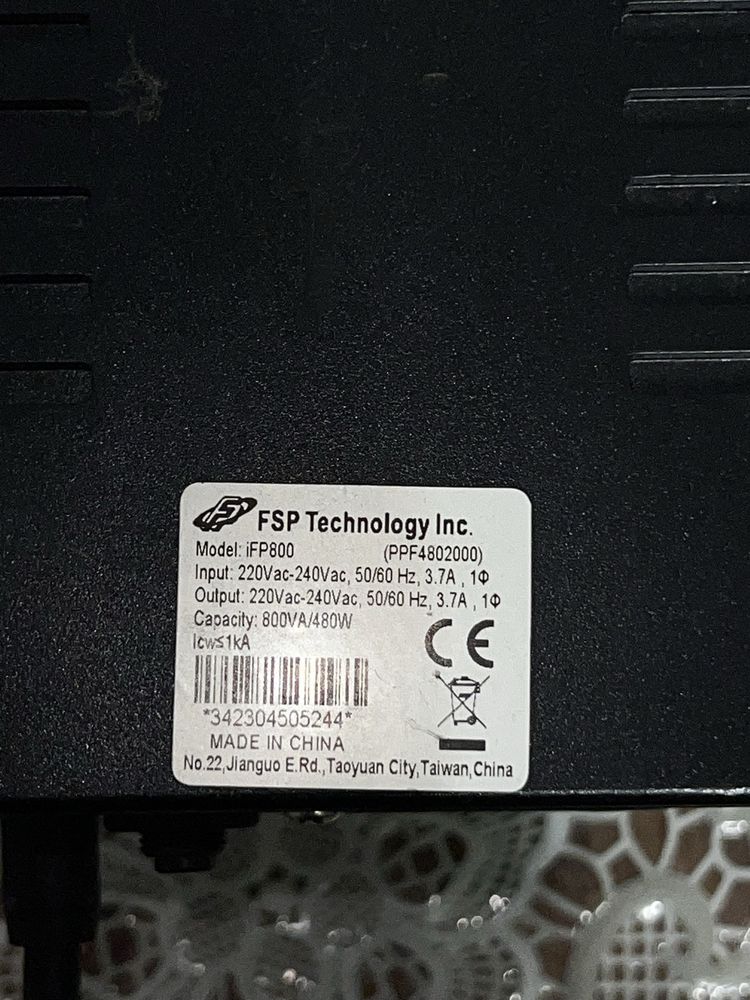 FSP Technology Inc.
Model: iFP800 (PPF4802000)
Input: 220Vac-240Vac, 50/60 Hz, 3.7A , 1Φ
Output: 220Vac-240Vac, 50/60 Hz, 3.7A , 1Φ
Capacity: 800VA/480W
Icw≤1kA
CE
*342304505244*
MADE IN CHINA
No.22,Jianguo E.Rd.,Taoyuan City,Taiwan,China